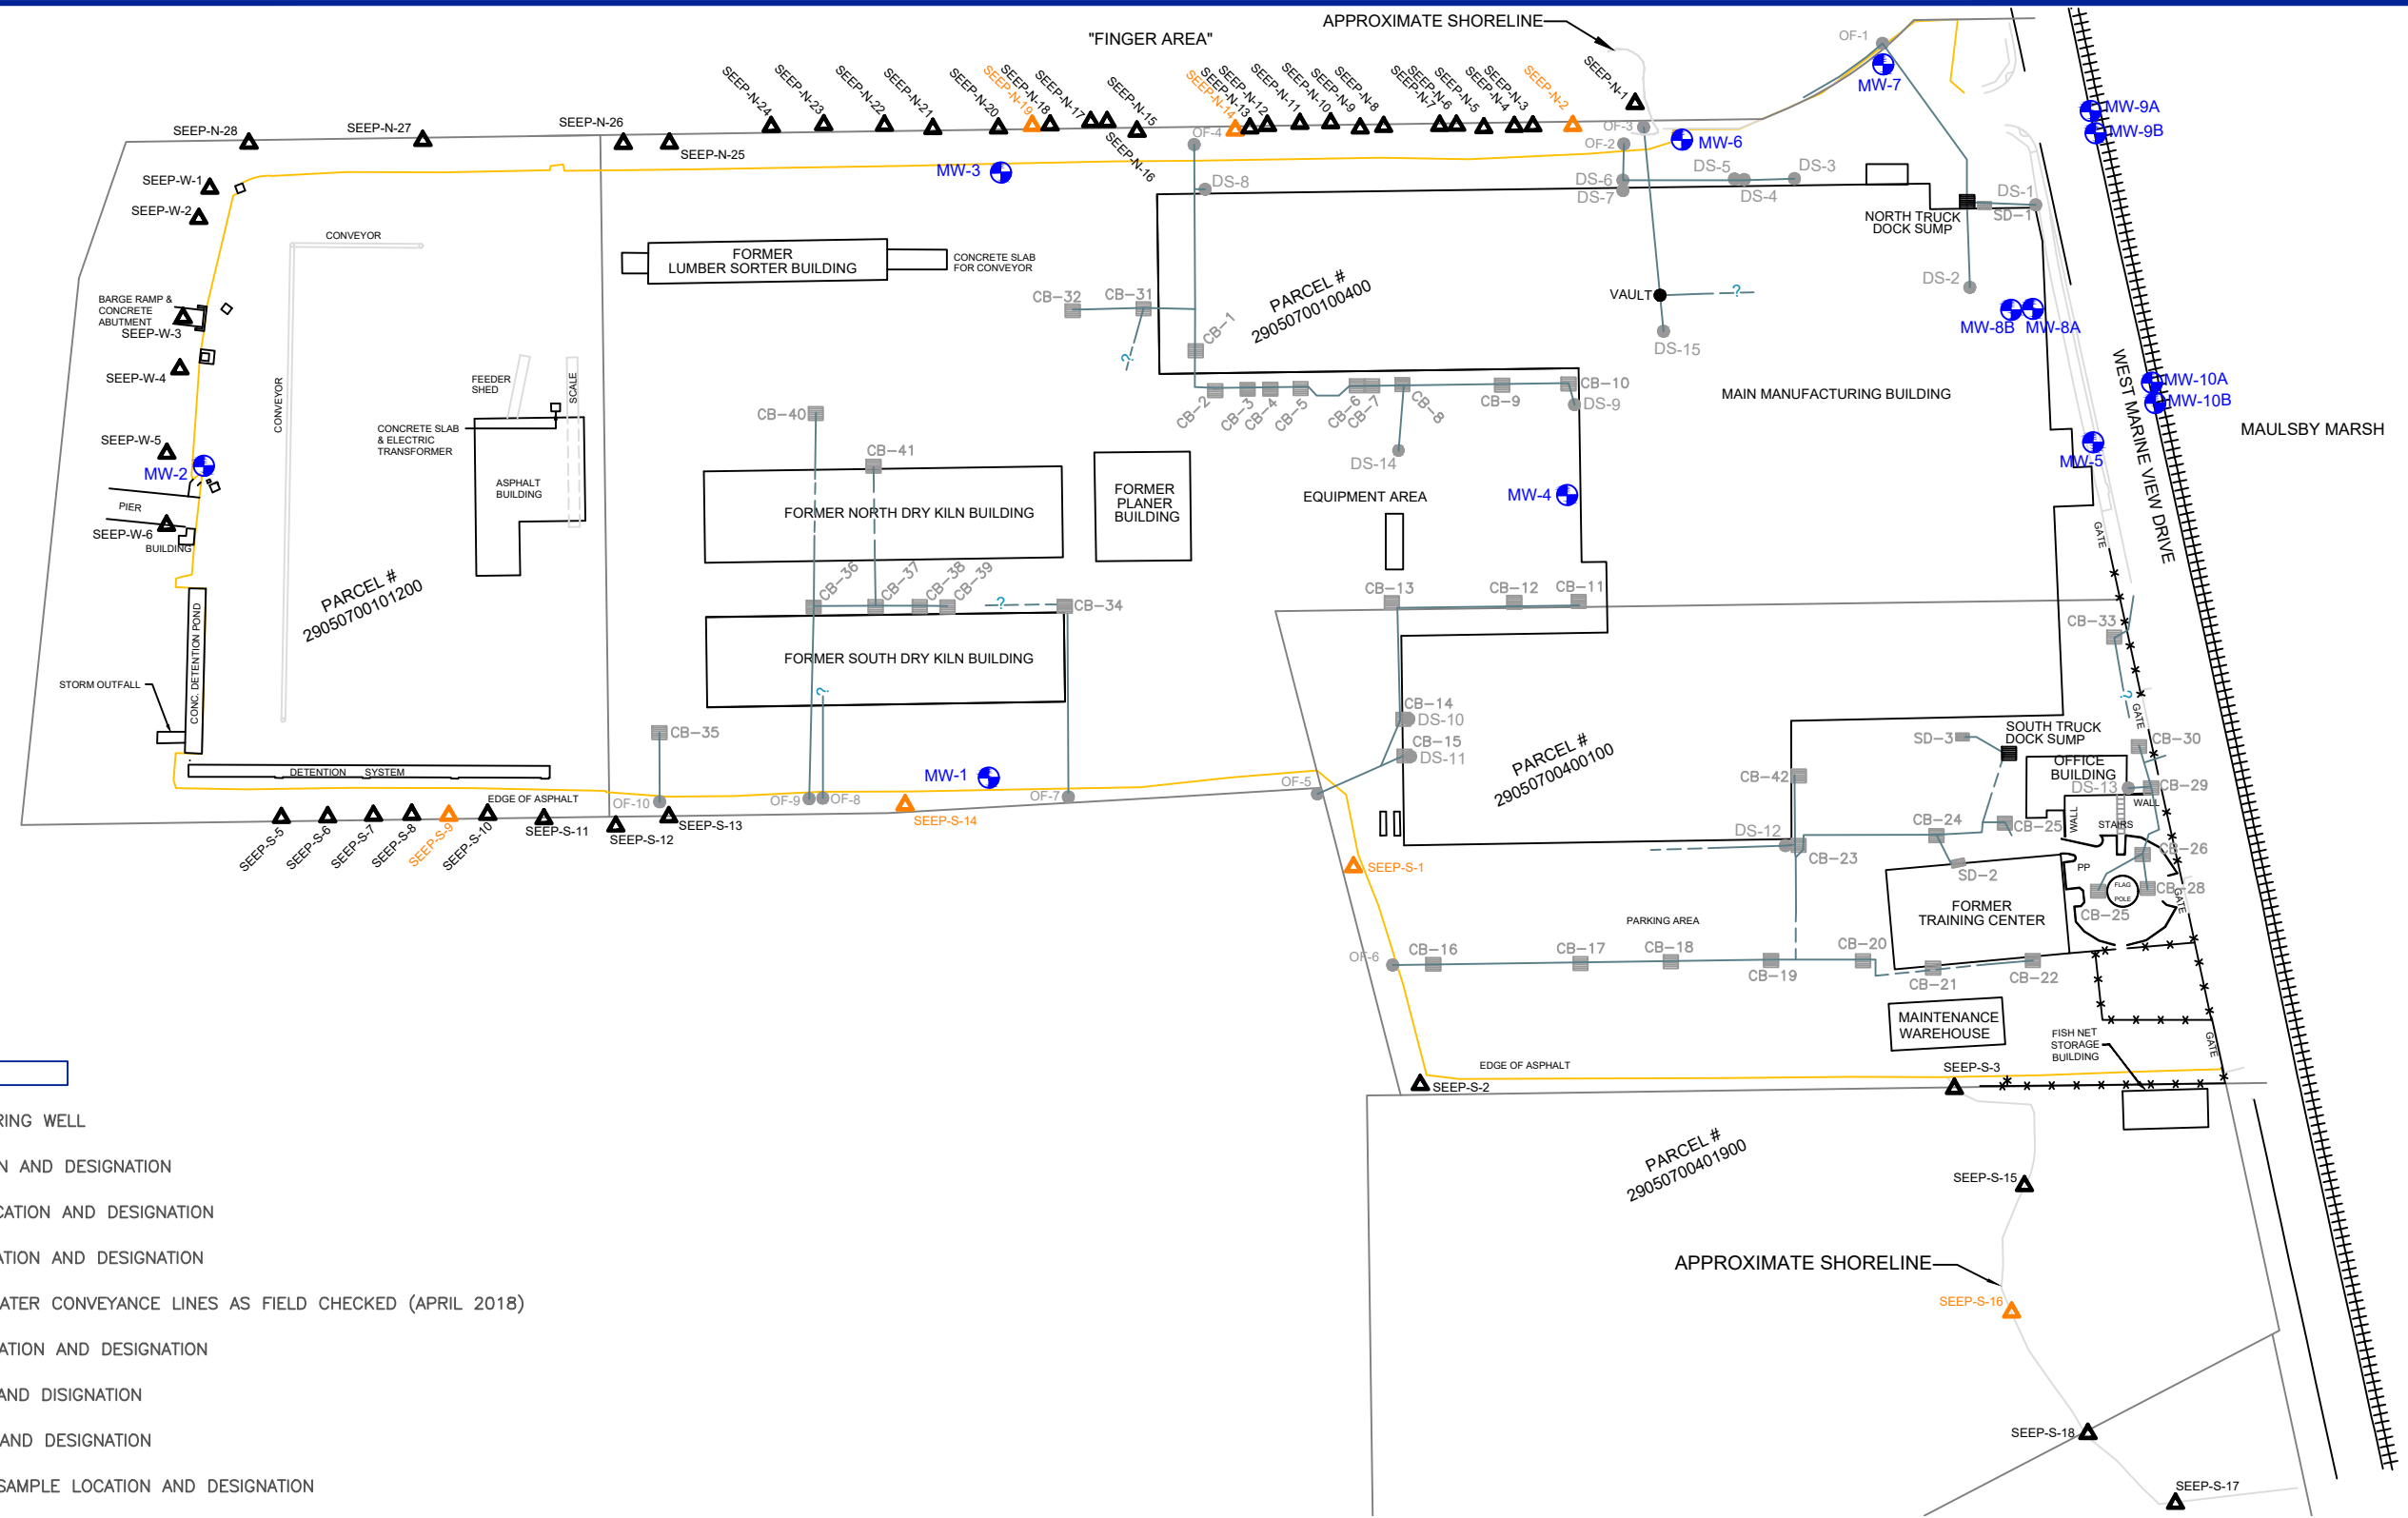 APPROXIMATE SHORELINE
"FINGER AREA"
OF-1
MW-7
SEEP-N-28
SEEP-N-27
SEEP-N-26
SEEP-N-25
SEEP-N-24
SEEP-N-23
SEEP-N-22
SEEP-N-21
SEEP-N-20
SEEP-N-19
SEEP-N-18
SEEP-N-17
SEEP-N-16
SEEP-N-15
SEEP-N-14
SEEP-N-13
SEEP-N-12
SEEP-N-11
SEEP-N-10
SEEP-N-9
SEEP-N-8
SEEP-N-7
SEEP-N-6
SEEP-N-5
SEEP-N-4
SEEP-N-3
SEEP-N-2
SEEP-N-1
OF-4
OF-3
OF-2
MW-6
MW-9A
MW-9B
SEEP-W-1
SEEP-W-2
MW-3
DS-8
DS-6
DS-7
DS-5
DS-4
DS-3
NORTH TRUCK
DOCK SUMP
DS-1
SD-1
DS-2
CONVEYOR
FORMER
LUMBER SORTER BUILDING
CONCRETE SLAB
FOR CONVEYOR
CB-32
CB-31
?
CB-1
PARCEL #
29050700100400
VAULT
?
DS-15
MW-8B
MW-8A
BARGE RAMP &
CONCRETE
ABUTMENT
SEEP-W-3
SEEP-W-4
CONVEYOR
FEEDER
SHED
SCALE
CB-2
CB-3
CB-4
CB-5
CB-6
CB-7
CB-8
CB-9
CB-10
DS-9
DS-14
MAIN MANUFACTURING BUILDING
WEST MARINE VIEW DRIVE
MW-10A
MW-10B
MAULSBY MARSH
MW-5
SEEP-W-5
MW-2
PIER
SEEP-W-6
BUILDING
CONCRETE SLAB
& ELECTRIC
TRANSFORMER
ASPHALT
BUILDING
CB-40
CB-41
FORMER NORTH DRY KILN BUILDING
FORMER
PLANER
BUILDING
EQUIPMENT AREA
MW-4
GATE
PARCEL #
29050700101200
CONC. DETENTION POND
STORM OUTFALL
CB-36
CB-37
CB-38
CB-39
?
CB-34
FORMER SOUTH DRY KILN BUILDING
?
CB-13
CB-12
CB-11
CB-33
?
GATE
CB-35
CB-14
DS-10
CB-15
DS-11
PARCEL #
29050700400100
SD-3
SOUTH TRUCK
DOCK SUMP
CB-30
OFFICE
BUILDING
DS-13
CB-29
WALL
WALL
STAIRS
DETENTION SYSTEM
EDGE OF ASPHALT
MW-1
OF-10
OF-9
OF-8
OF-7
OF-5
SEEP-S-5
SEEP-S-6
SEEP-S-7
SEEP-S-8
SEEP-S-9
SEEP-S-10
SEEP-S-11
SEEP-S-12
SEEP-S-13
SEEP-S-14
SEEP-S-1
CB-42
DS-12
CB-23
CB-24
CB-25
SD-2
CB-26
PP
FLAG
POLE
CB-28
CB-25
GATE
PARKING AREA
FORMER
TRAINING CENTER
OF-6
CB-16
CB-17
CB-18
CB-19
CB-20
CB-21
CB-22
MAINTENANCE
WAREHOUSE
FISH NET
STORAGE
BUILDING
GATE
EDGE OF ASPHALT
SEEP-S-2
SEEP-S-3
PARCEL #
29050700401900
SEEP-S-15
APPROXIMATE SHORELINE
SEEP-S-16
SEEP-S-18
SEEP-S-17
RING WELL
N AND DESIGNATION
CATION AND DESIGNATION
ATION AND DESIGNATION
ATER CONVEYANCE LINES AS FIELD CHECKED (APRIL 2018)
ATION AND DESIGNATION
AND DISIGNATION
AND DESIGNATION
SAMPLE LOCATION AND DESIGNATION